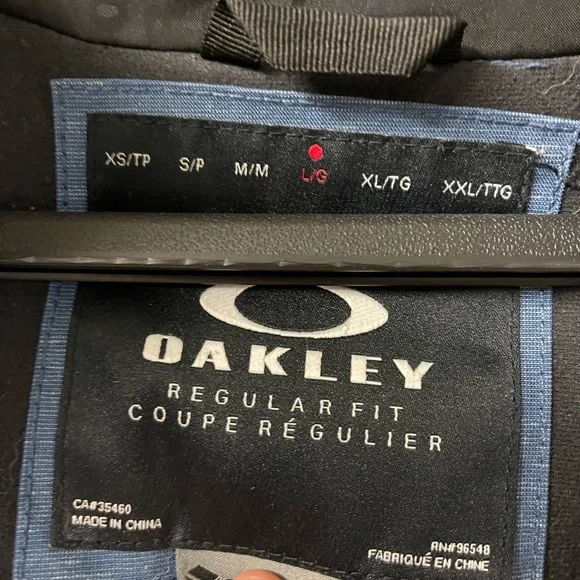 XS/TP S/P M/M L/G XL/TG XXL/TTG
OAKLEY
REGULAR FIT
COUPE RÉGULIER
CA#35460
MADE IN CHINA
RN#96548
FABRIQUÉ EN CHINE